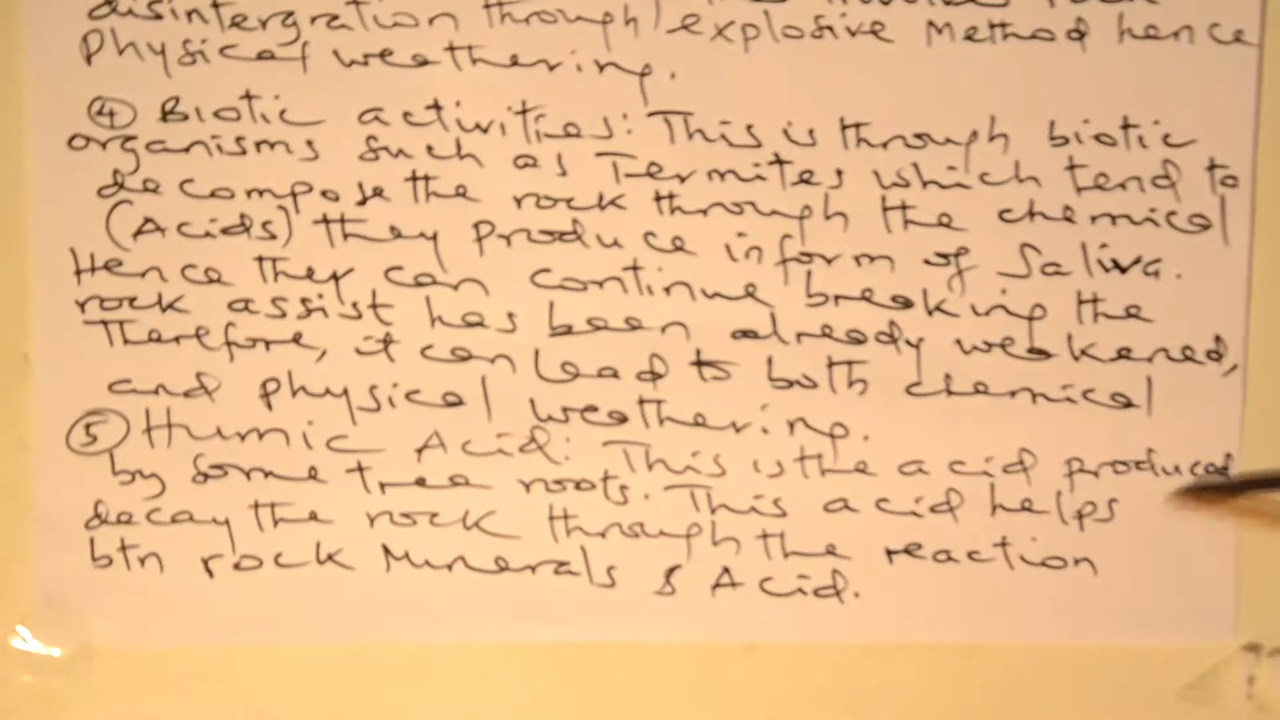 disintergration through explosive Method hence
Physical weathering.
④ Biotic activities: This is through biotic
organisms such as Termites which tend to
decompose the rock through the chemical
(Acids) they produce in form of Saliva.
Hence they can continue breaking the
rock assist has been already weakened,
Therefore, it can lead to both chemical
and physical weathering.
⑤ Humic Acid: This is the acid produced
by some tree roots. This acid helps
decay the rock through the reaction
btn rock Minerals & Acid.